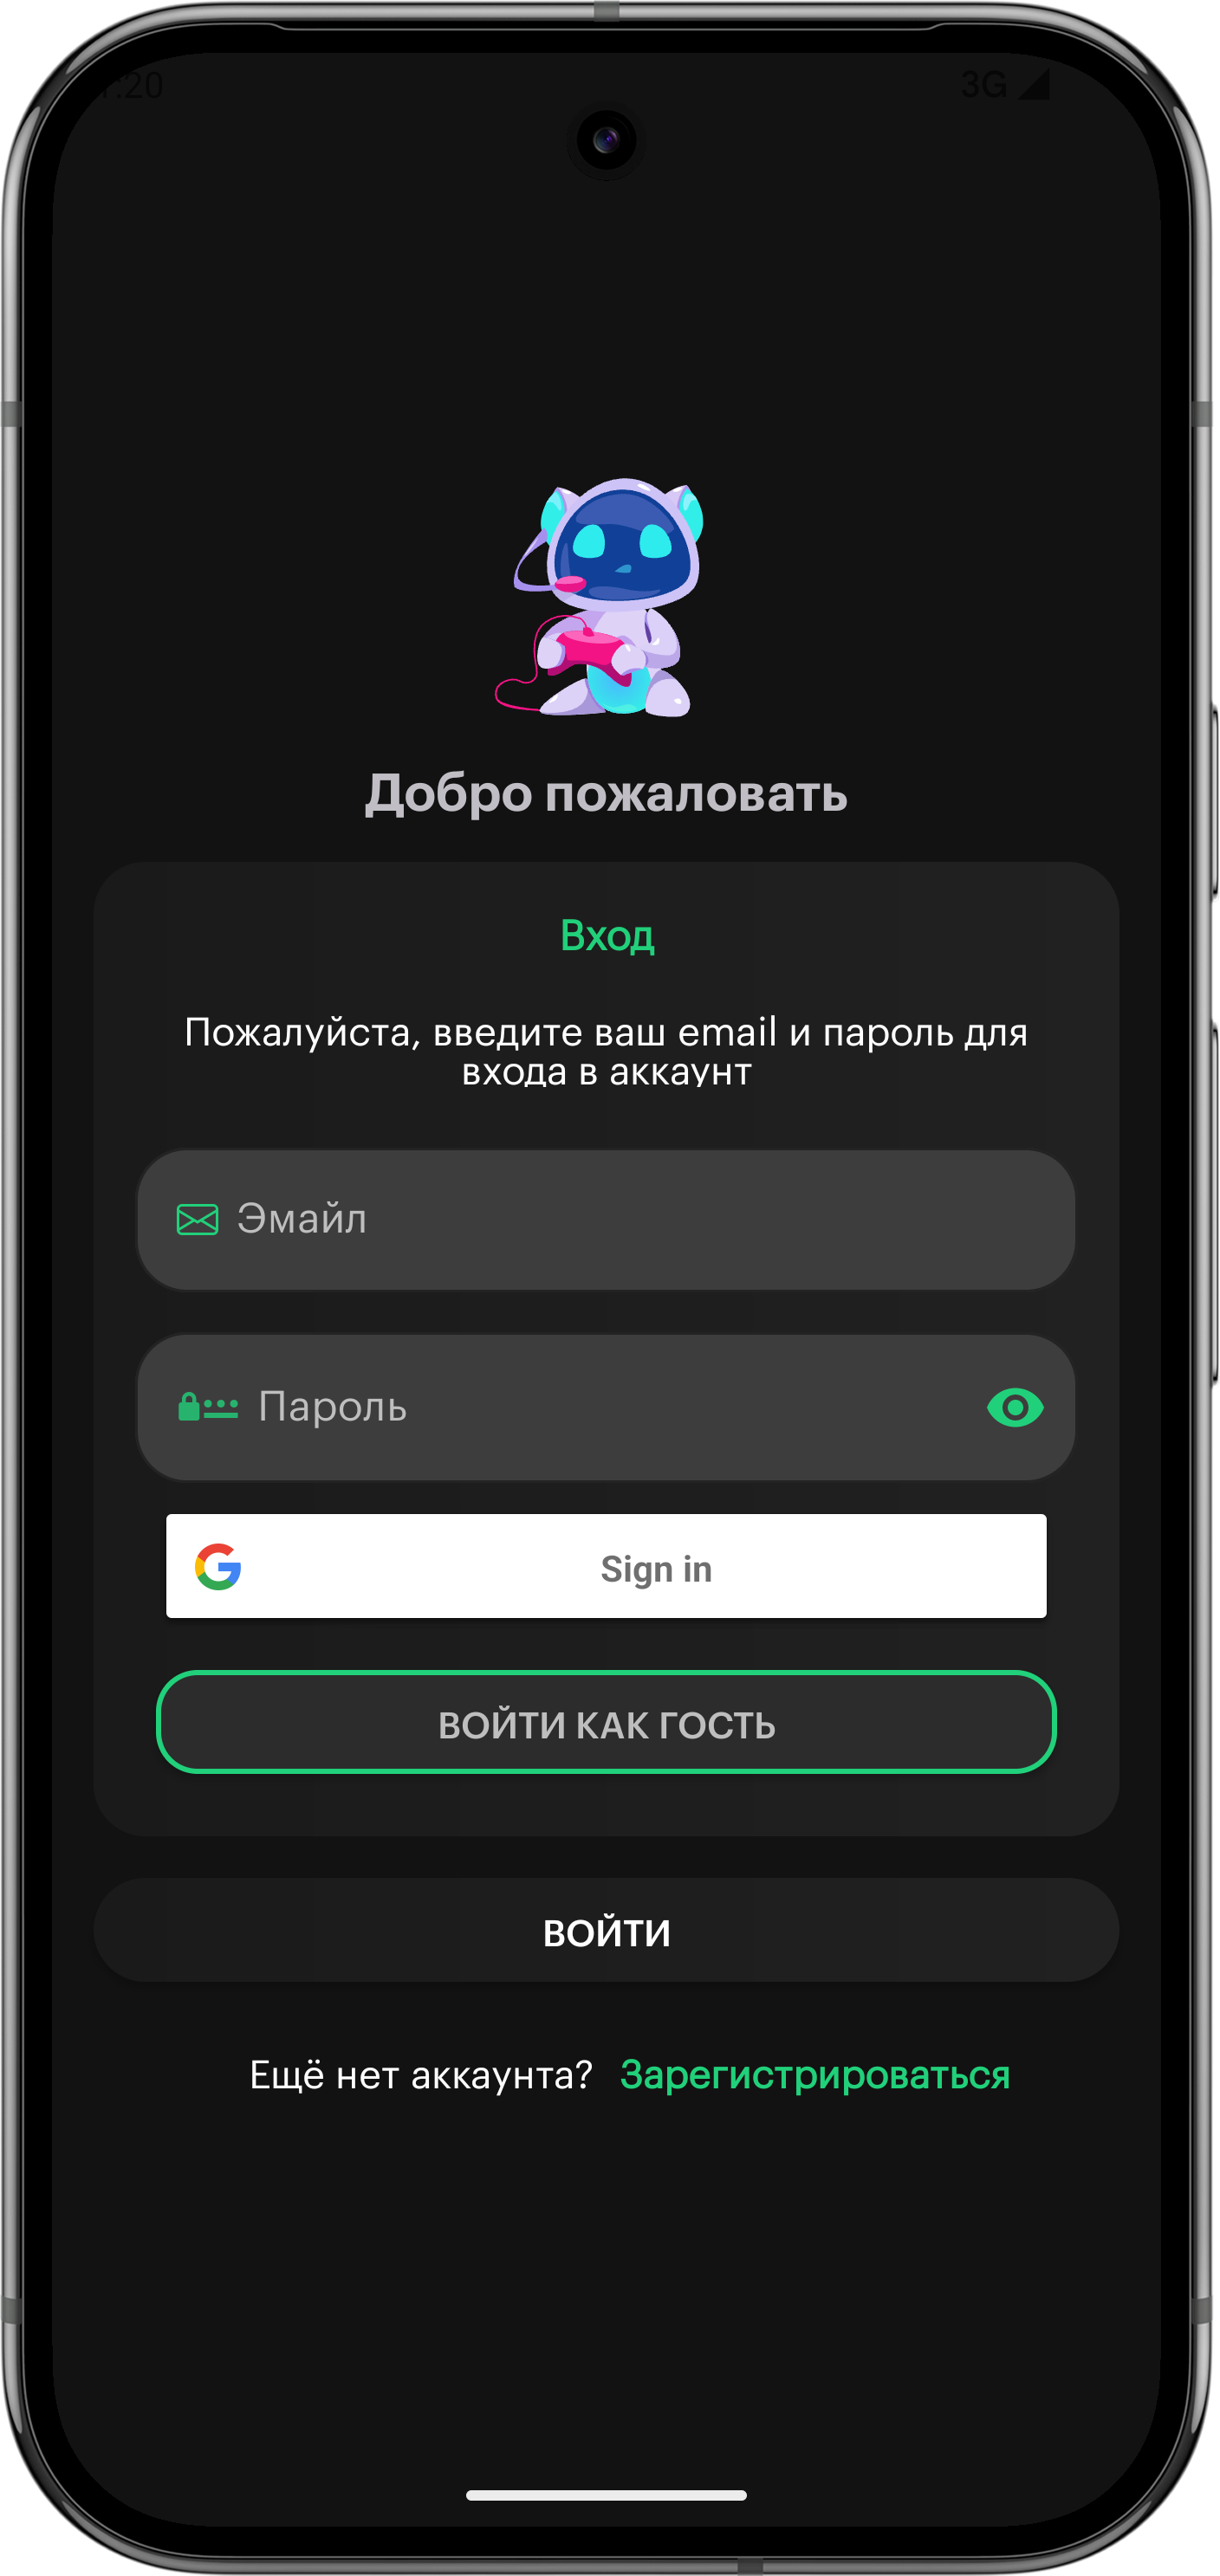 :20 3G
Добро пожаловать
Вход
Пожалуйста, введите ваш email и пароль для
входа в аккаунт
Эмайл
Пароль
Sign in
ВОЙТИ КАК ГОСТЬ
ВОЙТИ
Ещё нет аккаунта? Зарегистрироваться